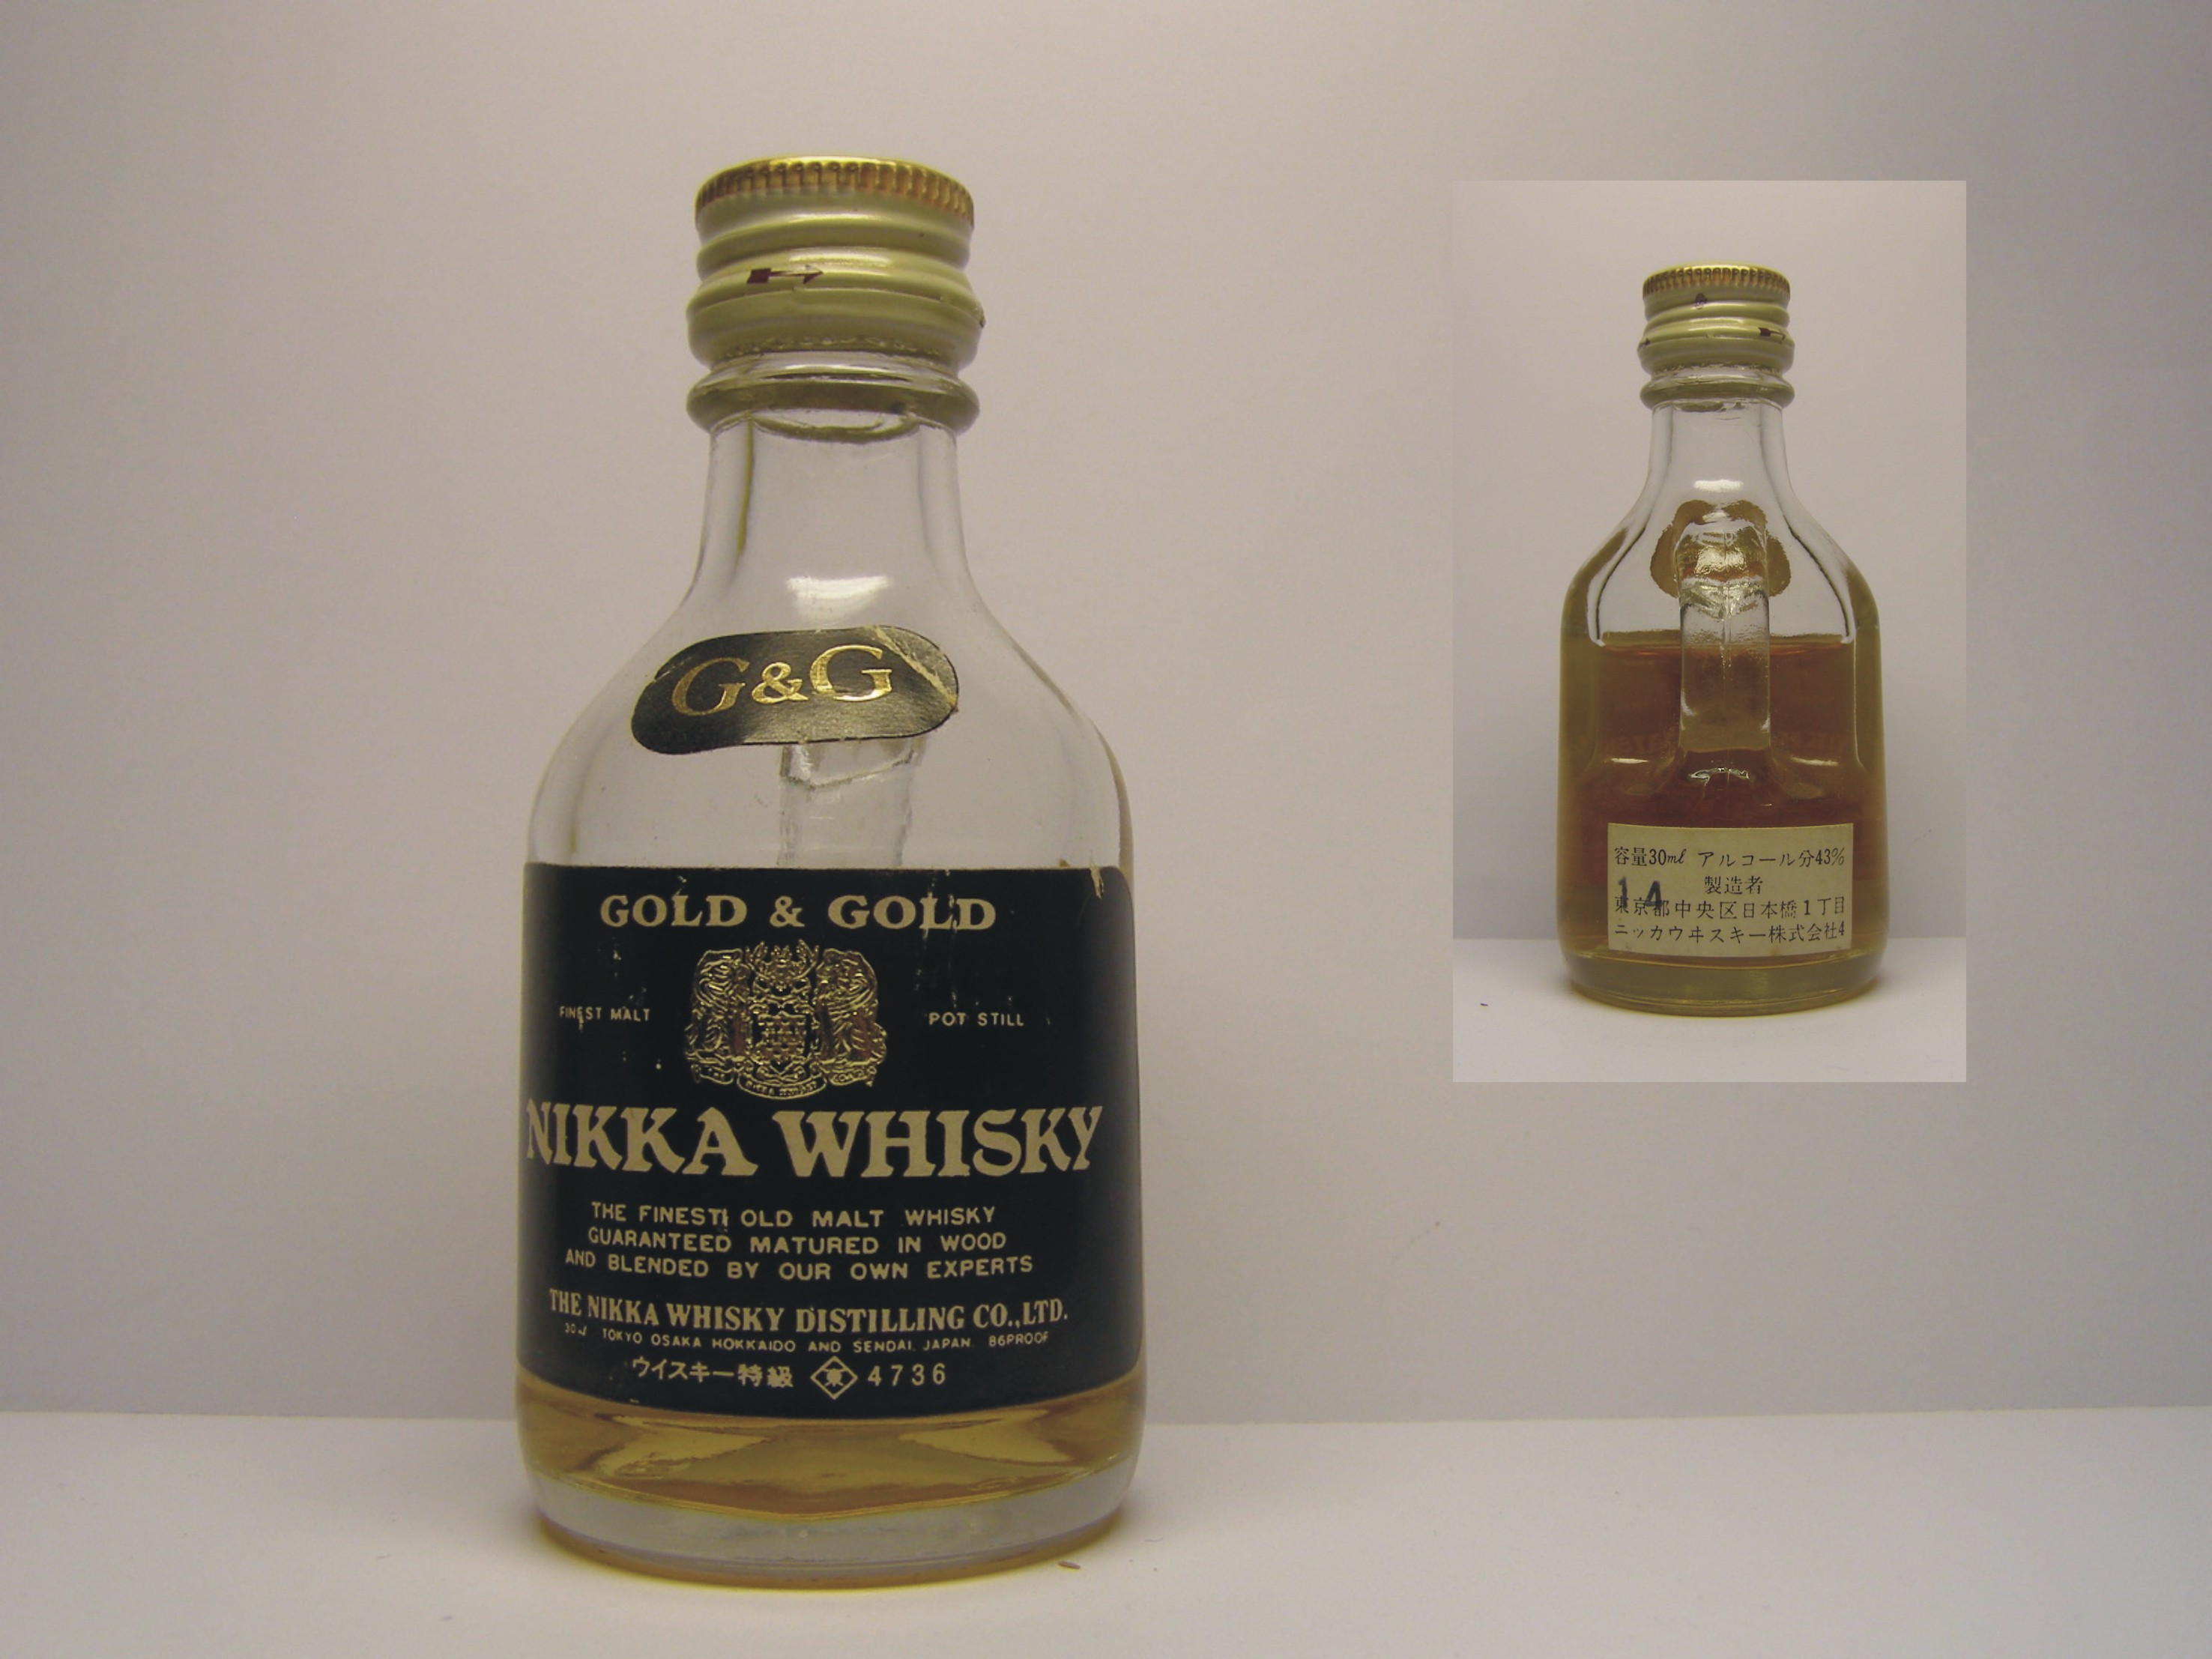 G&G
GOLD & GOLD
FINEST MALT POT STILL
NIKKA WHISKY
THE FINEST OLD MALT WHISKY
GUARANTEED MATURED IN WOOD
AND BLENDED BY OUR OWN EXPERTS
THE NIKKA WHISKY DISTILLING CO.,LTD.
30ml TOKYO OSAKA HOKKAIDO AND SENDAI, JAPAN. 86PROOF
ウイスキー特級 東 4736
容量30ml アルコール分43%
製造者
14
東京都中央区日本橋1丁目
ニッカウヰスキー株式会社4